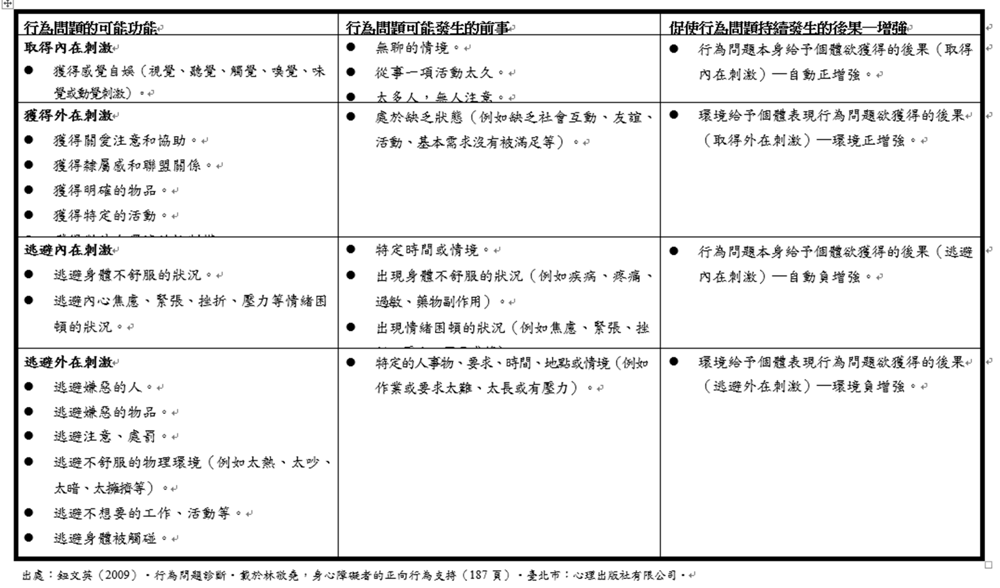 行為問題的可能功能
行為問題可能發生的前事
促使行為問題持續發生的後果—增強
取得內在刺激
● 獲得感覺自娛（視覺、聽覺、觸覺、嗅覺、味
覺或動覺刺激）。
● 無聊的情境。
● 從事一項活動太久。
● 太多人，無人注意。
● 行為問題本身給予個體欲獲得的後果（取得
內在刺激）—自動正增強。
獲得外在刺激
● 獲得關愛注意和協助。
● 獲得隸屬感和聯盟關係。
● 獲得明確的物品。
● 獲得特定的活動。
● 處於缺乏狀態（例如缺乏社會互動、友誼、
活動、基本需求沒有被滿足等）。
● 環境給予個體表現行為問題欲獲得的後果
（取得外在刺激）—環境正增強。
逃避內在刺激
● 逃避身體不舒服的狀況。
● 逃避內心焦慮、緊張、挫折、壓力等情緒困
頓的狀況。
● 特定時間或情境。
● 出現身體不舒服的狀況（例如疾病、疼痛、
過敏、藥物副作用）。
● 出現情緒困頓的狀況（例如焦慮、緊張、挫
● 行為問題本身給予個體欲獲得的後果（逃避
內在刺激）—自動負增強。
逃避外在刺激
● 逃避嫌惡的人。
● 逃避嫌惡的物品。
● 逃避注意、處罰。
● 逃避不舒服的物理環境（例如太熱、太吵、
太暗、太擁擠等）。
● 逃避不想要的工作、活動等。
● 逃避身體被觸碰。
● 特定的人事物、要求、時間、地點或情境（例如
作業或要求太難、太長或有壓力）。
● 環境給予個體表現行為問題欲獲得的後果
（逃避外在刺激）—環境負增強。
出處：鈕文英（2009）．行為問題診斷．載於林敬堯，身心障礙者的正向行為支持（187 頁）．臺北市：心理出版社有限公司．